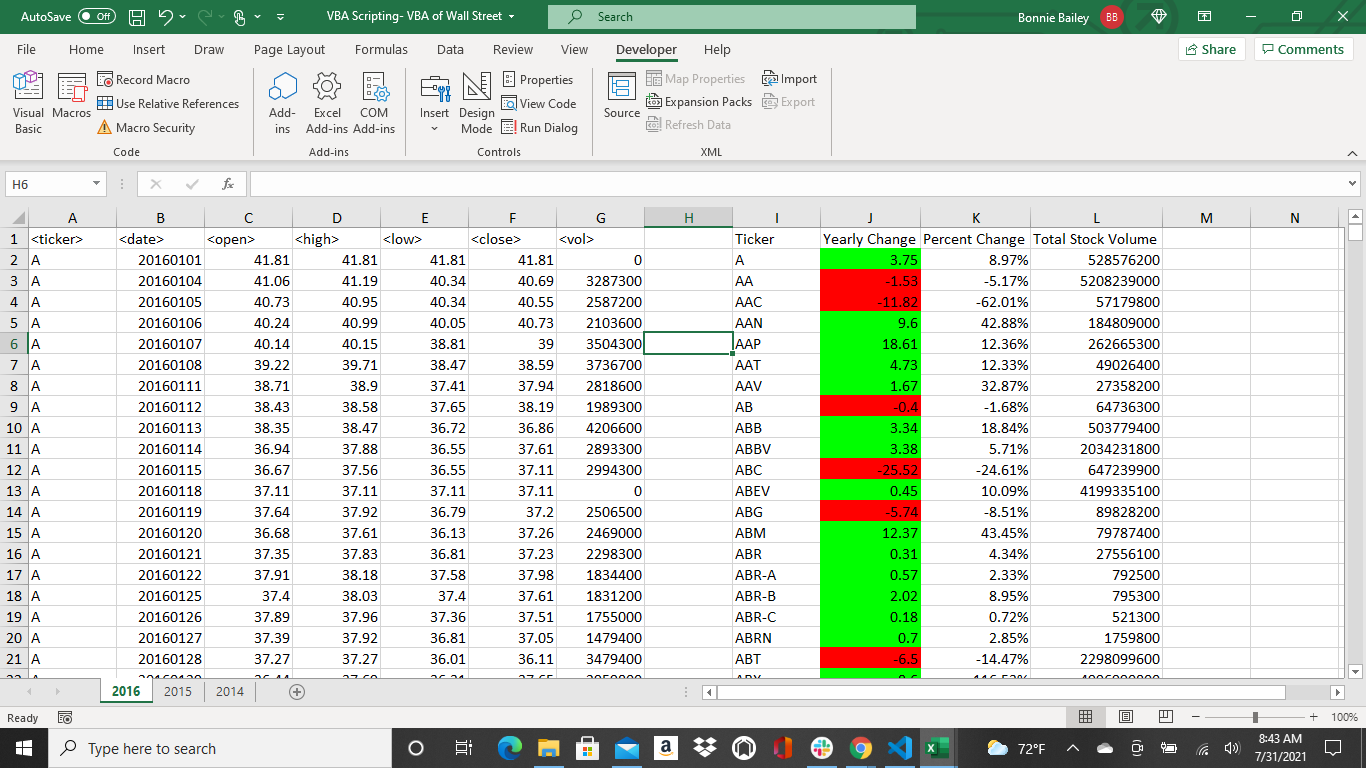 AutoSave Off VBA Scripting- VBA of Wall Street Search Bonnie Bailey BB
File Home Insert Draw Page Layout Formulas Data Review View Developer Help Share Comments
Visual Basic
Macros
Record Macro
Use Relative References
Macro Security
Code
Add-ins
Excel Add-ins
COM Add-ins
Add-ins
Insert
Design Mode
Properties
View Code
Run Dialog
Controls
Source
Map Properties
Expansion Packs
Refresh Data
Import
Export
XML
H6 fx
A B C D E F G H I J K L M N
1 <ticker> <date> <open> <high> <low> <close> <vol> Ticker Yearly Change Percent Change Total Stock Volume
2 A 20160101 41.81 41.81 41.81 41.81 0 A 3.75 8.97% 528576200
3 A 20160104 41.06 41.19 40.34 40.69 3287300 AA -1.53 -5.17% 5208239000
4 A 20160105 40.73 40.95 40.34 40.55 2587200 AAC -11.82 -62.01% 57179800
5 A 20160106 40.24 40.99 40.05 40.73 2103600 AAN 9.6 42.88% 184809000
6 A 20160107 40.14 40.15 38.81 39 3504300 AAP 18.61 12.36% 262665300
7 A 20160108 39.22 39.71 38.47 38.59 3736700 AAT 4.73 12.33% 49026400
8 A 20160111 38.71 38.9 37.41 37.94 2818600 AAV 1.67 32.87% 27358200
9 A 20160112 38.43 38.58 37.65 38.19 1989300 AB -0.4 -1.68% 64736300
10 A 20160113 38.35 38.47 36.72 36.86 4206600 ABB 3.34 18.84% 503779400
11 A 20160114 36.94 37.88 36.55 37.61 2893300 ABBV 3.38 5.71% 2034231800
12 A 20160115 36.67 37.56 36.55 37.11 2994300 ABC -25.52 -24.61% 647239900
13 A 20160118 37.11 37.11 37.11 37.11 0 ABEV 0.45 10.09% 4199335100
14 A 20160119 37.64 37.92 36.79 37.2 2506500 ABG -5.74 -8.51% 89828200
15 A 20160120 36.68 37.61 36.13 37.26 2469000 ABM 12.37 43.45% 79787400
16 A 20160121 37.35 37.83 36.81 37.23 2298300 ABR 0.31 4.34% 27556100
17 A 20160122 37.91 38.18 37.58 37.98 1834400 ABR-A 0.57 2.33% 792500
18 A 20160125 37.4 38.03 37.4 37.61 1831200 ABR-B 2.02 8.95% 795300
19 A 20160126 37.89 37.96 37.36 37.51 1755000 ABR-C 0.18 0.72% 521300
20 A 20160127 37.39 37.92 36.81 37.05 1479400 ABRN 0.7 2.85% 1759800
21 A 20160128 37.27 37.27 36.01 36.11 3479400 ABT -6.5 -14.47% 2298099600
2016 2015 2014
Ready 100%
Type here to search 72°F 8:43 AM
7/31/2021